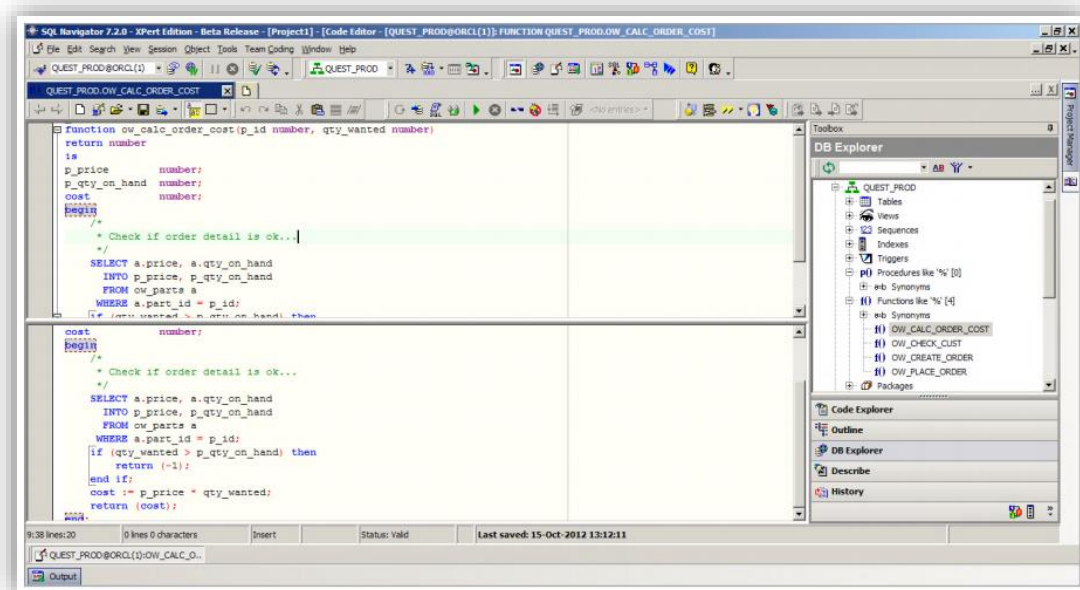 SQL Navigator 7.2.0 - XPert Edition - Beta Release - [Project1] - [Code Editor - [QUEST_PROD@ORCL(1)]: FUNCTION QUEST_PROD.OW_CALC_ORDER_COST]
File Edit Search View Session Object Tools Team Coding Window Help
QUEST_PROD@ORCL(1) QUEST_PROD
QUEST_PROD.OW_CALC_ORDER_COST
<no entries>
function ow_calc_order_cost(p_id number, qty_wanted number)
return number
is
p_price number;
p_qty_on_hand number;
cost number;
begin
/*
* Check if order detail is ok...
*/
SELECT a.price, a.qty_on_hand
INTO p_price, p_qty_on_hand
FROM ow_parts a
WHERE a.part_id = p_id;
if (qty_wanted > p_qty_on_hand) then
cost number;
begin
/*
* Check if order detail is ok...
*/
SELECT a.price, a.qty_on_hand
INTO p_price, p_qty_on_hand
FROM ow_parts a
WHERE a.part_id = p_id;
if (qty_wanted > p_qty_on_hand) then
return (-1);
end if;
cost := p_price * qty_wanted;
return (cost);
end;
Toolbox
DB Explorer
QUEST_PROD
Tables
Views
123 Sequences
Indexes
Triggers
p() Procedures like '%' [0]
Synonyms
f() Functions like '%' [4]
Synonyms
f() OW_CALC_ORDER_COST
f() OW_CHECK_CUST
f() OW_CREATE_ORDER
f() OW_PLACE_ORDER
Packages
Code Explorer
Outline
DB Explorer
Describe
History
Project Manager
9:38 lines:20 0 lines 0 characters Insert Status: Valid Last saved: 15-Oct-2012 13:12:11
QUEST_PROD@ORCL(1):OW_CALC_O..
Output